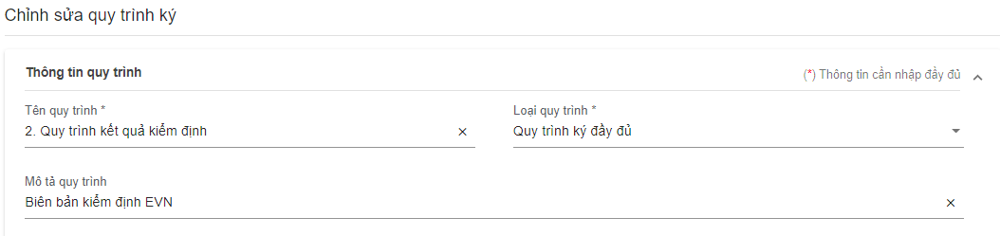 Chỉnh sửa quy trình ký
Thông tin quy trình
(*) Thông tin cần nhập đầy đủ
Tên quy trình *
Loại quy trình *
2. Quy trình kết quả kiểm định
Quy trình ký đầy đủ
Mô tả quy trình
Biên bản kiểm định EVN